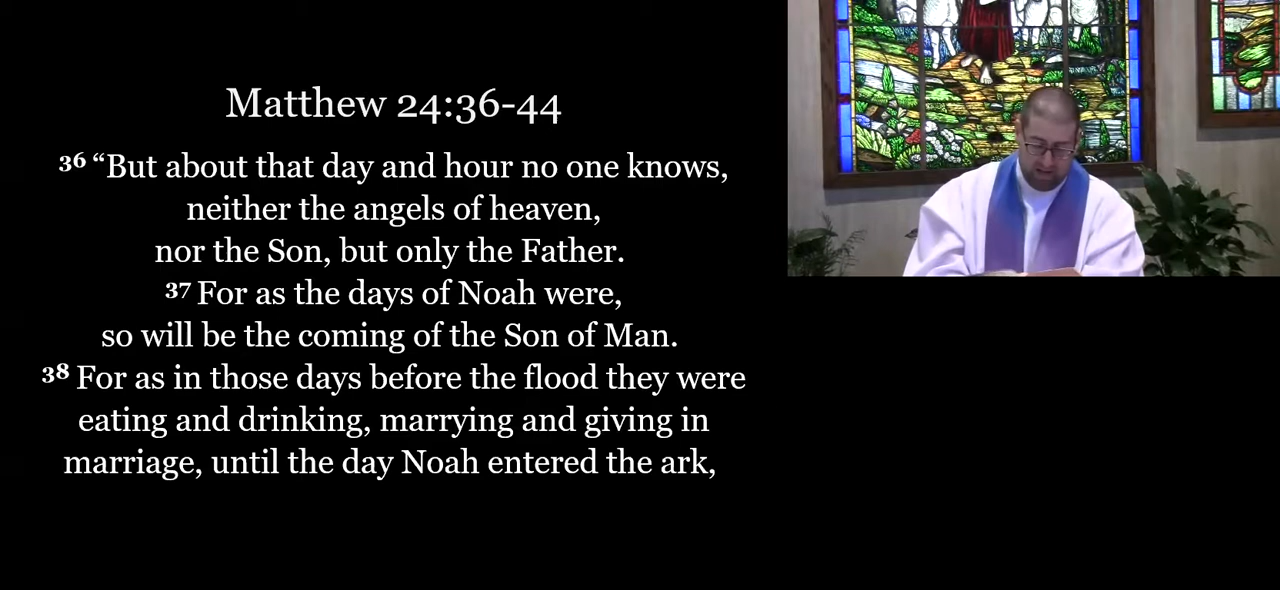 Matthew 24:36-44
36 “But about that day and hour no one knows,
neither the angels of heaven,
nor the Son, but only the Father.
37 For as the days of Noah were,
so will be the coming of the Son of Man.
38 For as in those days before the flood they were
eating and drinking, marrying and giving in
marriage, until the day Noah entered the ark,